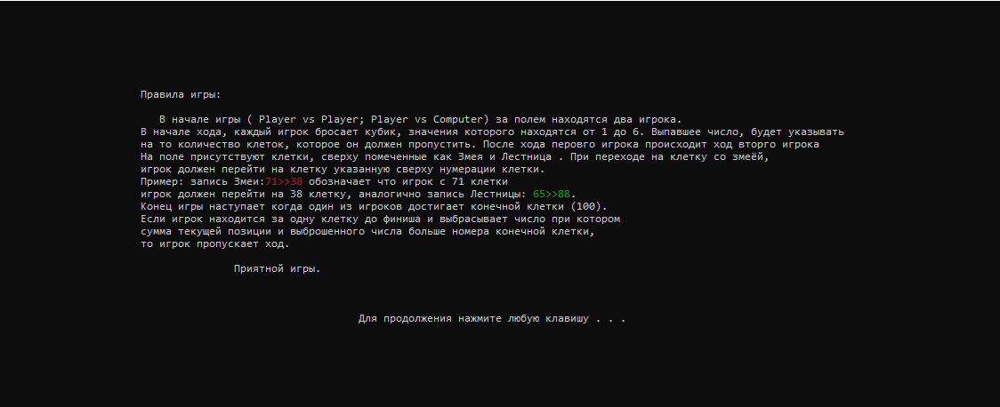 Правила игры:
В начале игры ( Player vs Player; Player vs Computer) за полем находятся два игрока.
В начале хода, каждый игрок бросает кубик, значения которого находятся от 1 до 6. Выпавшее число, будет указывать
на то количество клеток, которое он должен пропустить. После хода перовго игрока происходит ход вторго игрока
На поле присутствуют клетки, сверху помеченные как Змея и Лестница . При переходе на клетку со змеёй,
игрок должен перейти на клетку указанную сверху нумерации клетки.
Пример: запись Змеи:71>>38 обозначает что игрок с 71 клетки
игрок должен перейти на 38 клетку, аналогично запись Лестницы: 65>>88.
Конец игры наступает когда один из игроков достигает конечной клетки (100).
Если игрок находится за одну клетку до финиша и выбрасывает число при котором
сумма текущей позиции и выброшенного числа больше номера конечной клетки,
то игрок пропускает ход.
Приятной игры.
Для продолжения нажмите любую клавишу . . .